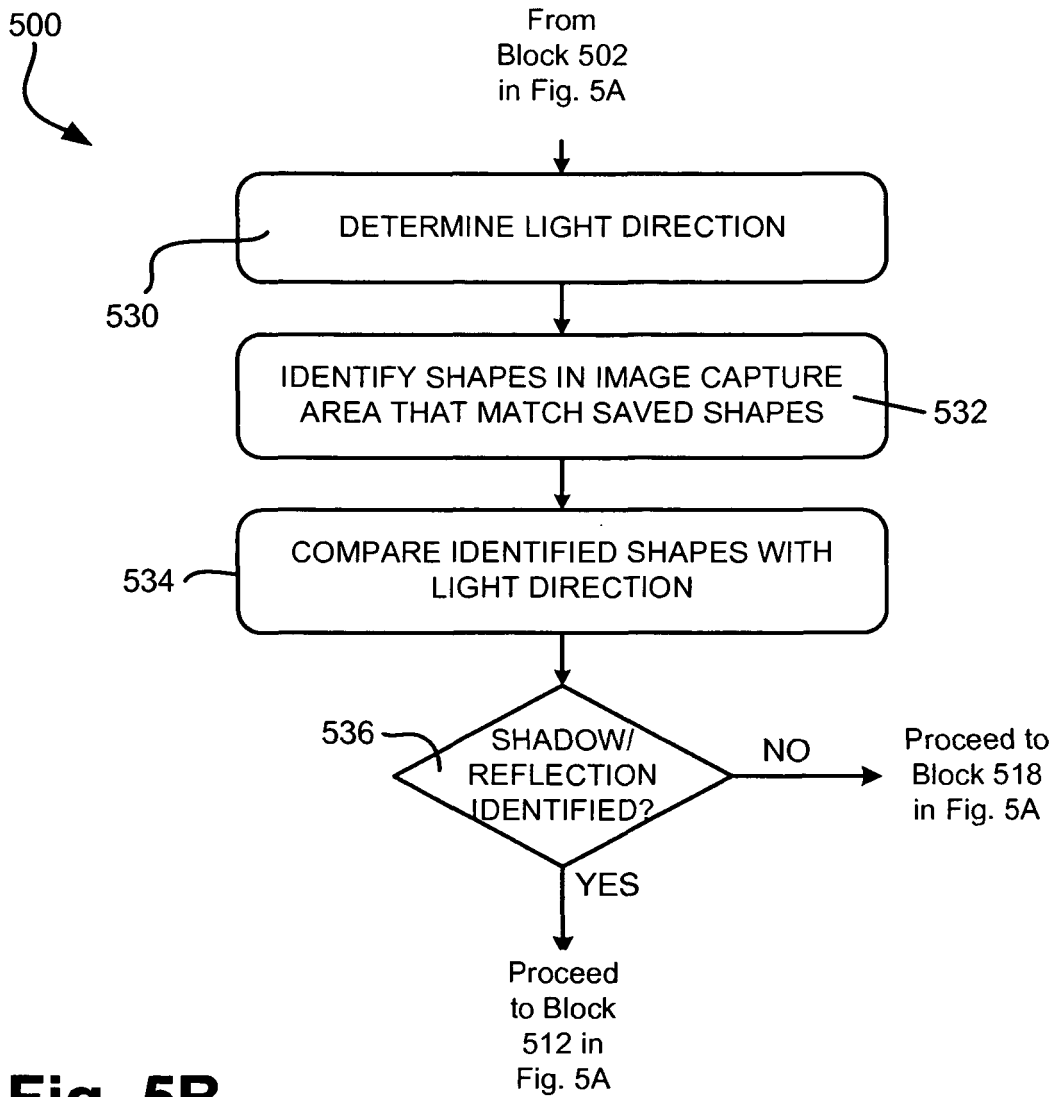 500
From
Block 502
in Fig. 5A
DETERMINE LIGHT DIRECTION
530
IDENTIFY SHAPES IN IMAGE CAPTURE
AREA THAT MATCH SAVED SHAPES
532
COMPARE IDENTIFIED SHAPES WITH
LIGHT DIRECTION
534
536
SHADOW/
REFLECTION
IDENTIFIED?
NO
Proceed to
Block 518
in Fig. 5A
YES
Proceed
to Block
512 in
Fig. 5A
Fig. 5B